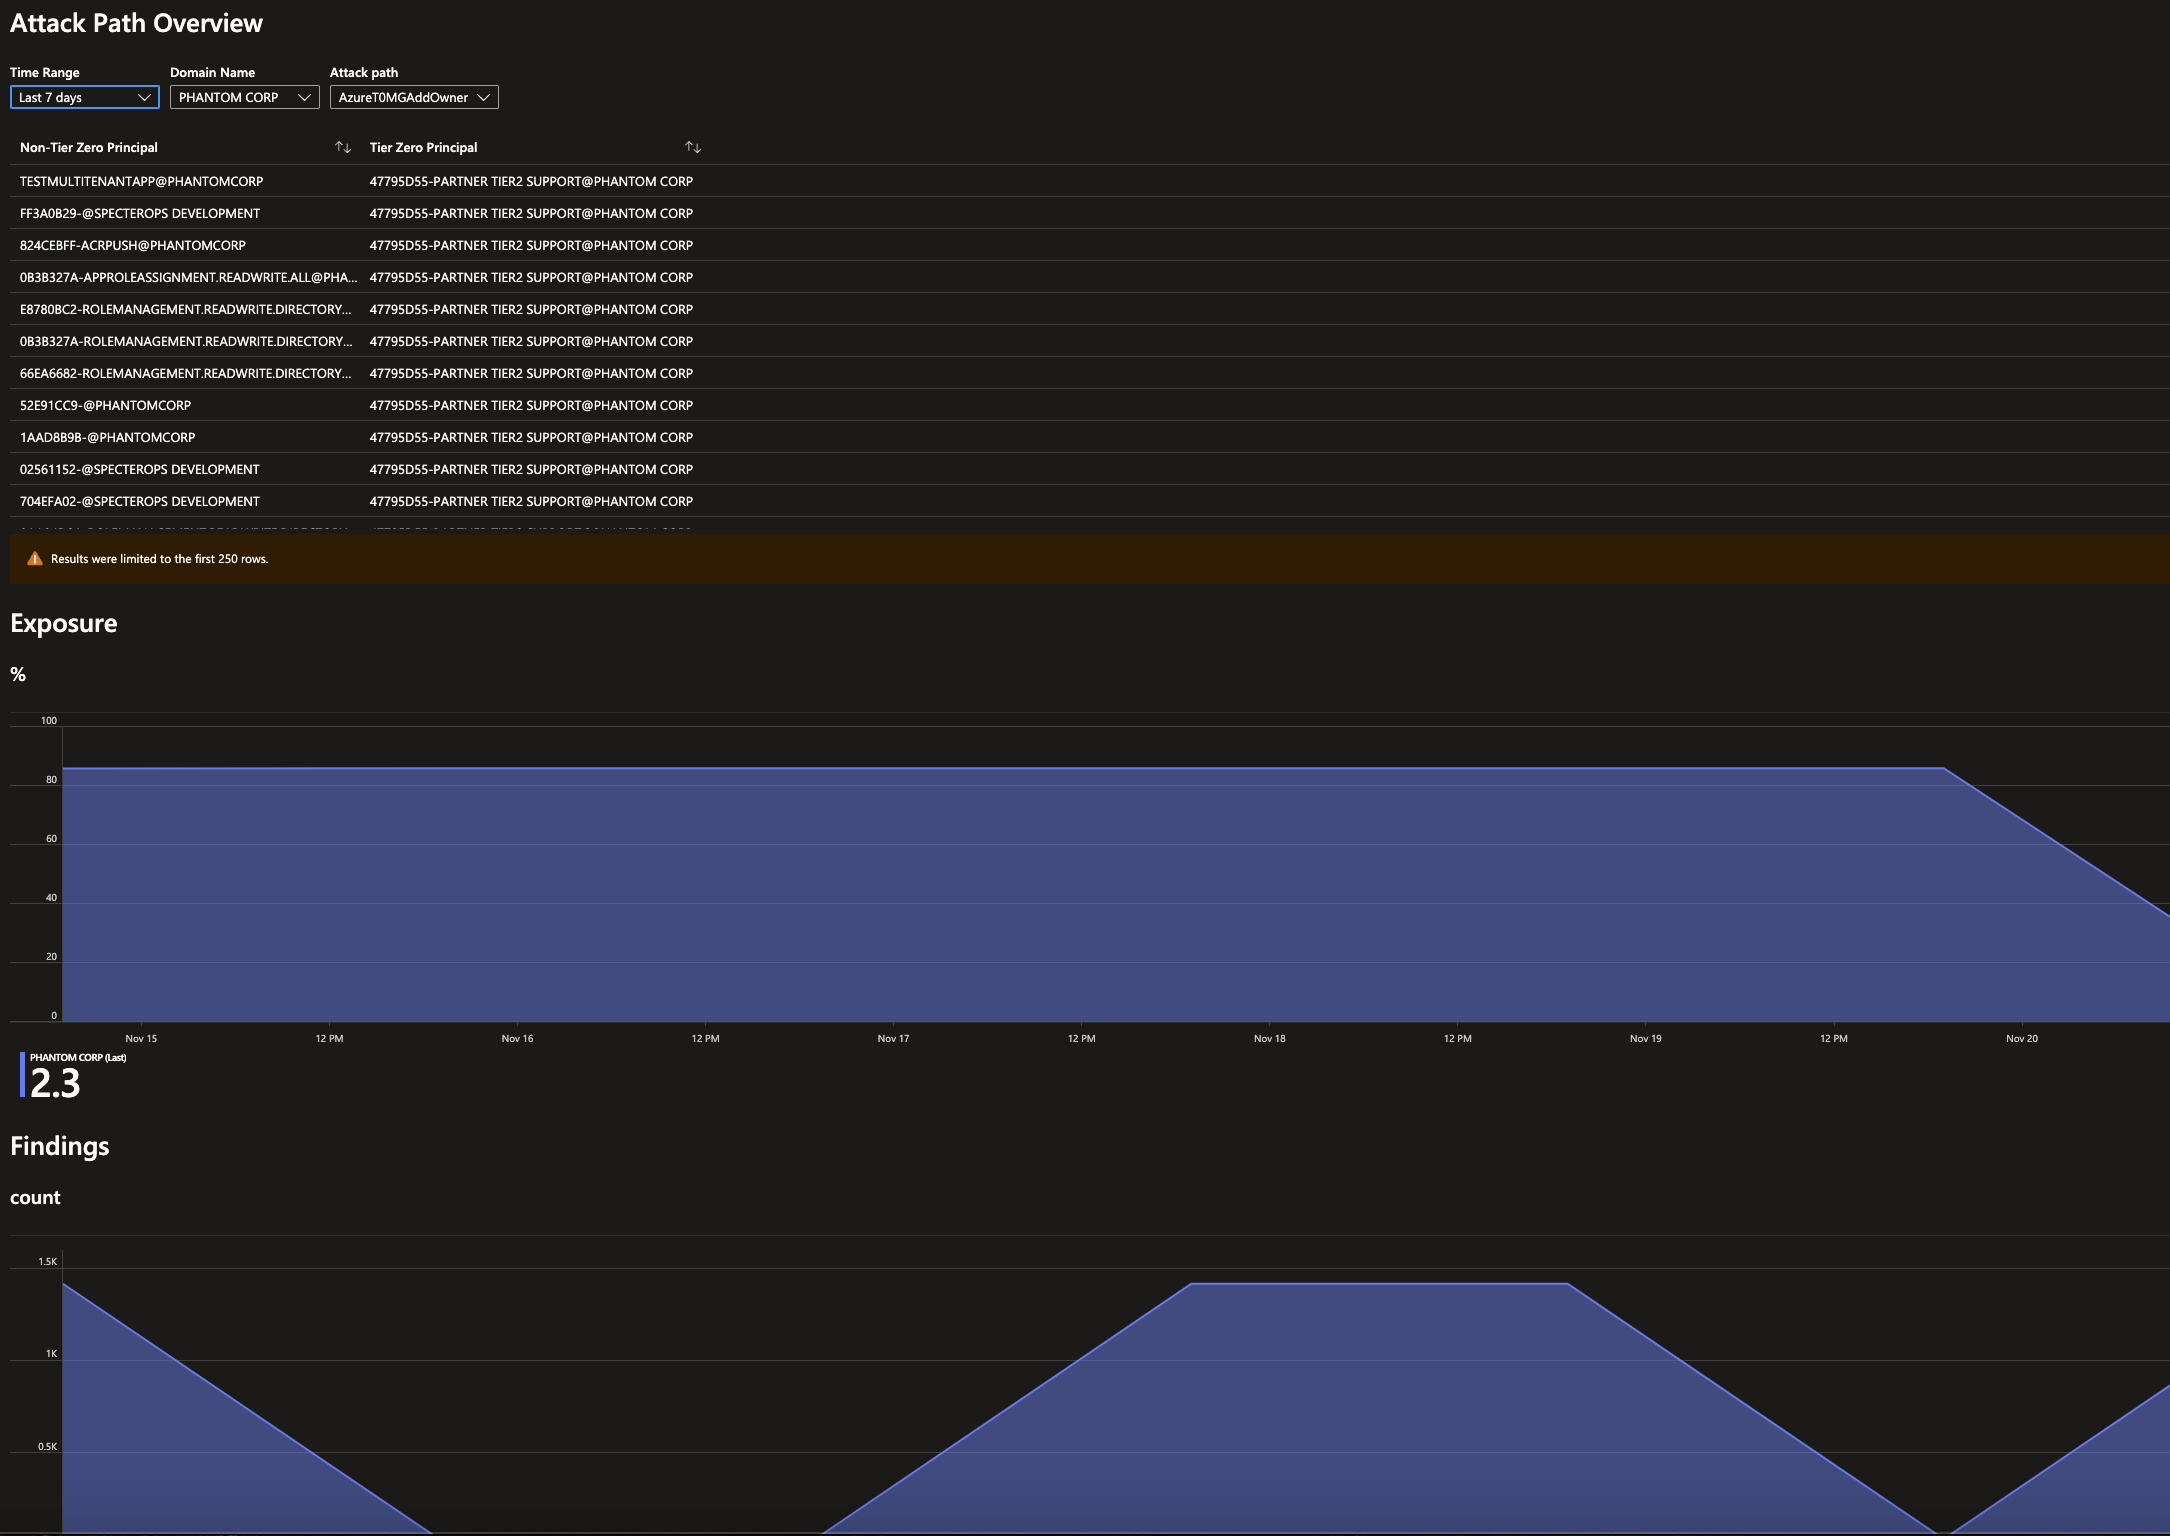 Attack Path Overview
Time Range Domain Name Attack path
Last 7 days PHANTOM CORP AzureT0MGAddOwner
Non-Tier Zero Principal Tier Zero Principal
TESTMULTITENANTAPP@PHANTOMCORP 47795D55-PARTNER TIER2 SUPPORT@PHANTOM CORP
FF3A0B29-@SPECTEROPS DEVELOPMENT 47795D55-PARTNER TIER2 SUPPORT@PHANTOM CORP
824CEBFF-ACRPUSH@PHANTOMCORP 47795D55-PARTNER TIER2 SUPPORT@PHANTOM CORP
0B3B327A-APPROLEASSIGNMENT.READWRITE.ALL@PHA... 47795D55-PARTNER TIER2 SUPPORT@PHANTOM CORP
E8780BC2-ROLEMANAGEMENT.READWRITE.DIRECTORY... 47795D55-PARTNER TIER2 SUPPORT@PHANTOM CORP
0B3B327A-ROLEMANAGEMENT.READWRITE.DIRECTORY... 47795D55-PARTNER TIER2 SUPPORT@PHANTOM CORP
66EA6682-ROLEMANAGEMENT.READWRITE.DIRECTORY... 47795D55-PARTNER TIER2 SUPPORT@PHANTOM CORP
52E91CC9-@PHANTOMCORP 47795D55-PARTNER TIER2 SUPPORT@PHANTOM CORP
1AAD8B9B-@PHANTOMCORP 47795D55-PARTNER TIER2 SUPPORT@PHANTOM CORP
02561152-@SPECTEROPS DEVELOPMENT 47795D55-PARTNER TIER2 SUPPORT@PHANTOM CORP
704EFA02-@SPECTEROPS DEVELOPMENT 47795D55-PARTNER TIER2 SUPPORT@PHANTOM CORP
Results were limited to the first 250 rows.
Exposure
%
100
80
60
40
20
0
Nov 15 12 PM Nov 16 12 PM Nov 17 12 PM Nov 18 12 PM Nov 19 12 PM Nov 20
PHANTOM CORP (Last)
2.3
Findings
count
1.5K
1K
0.5K